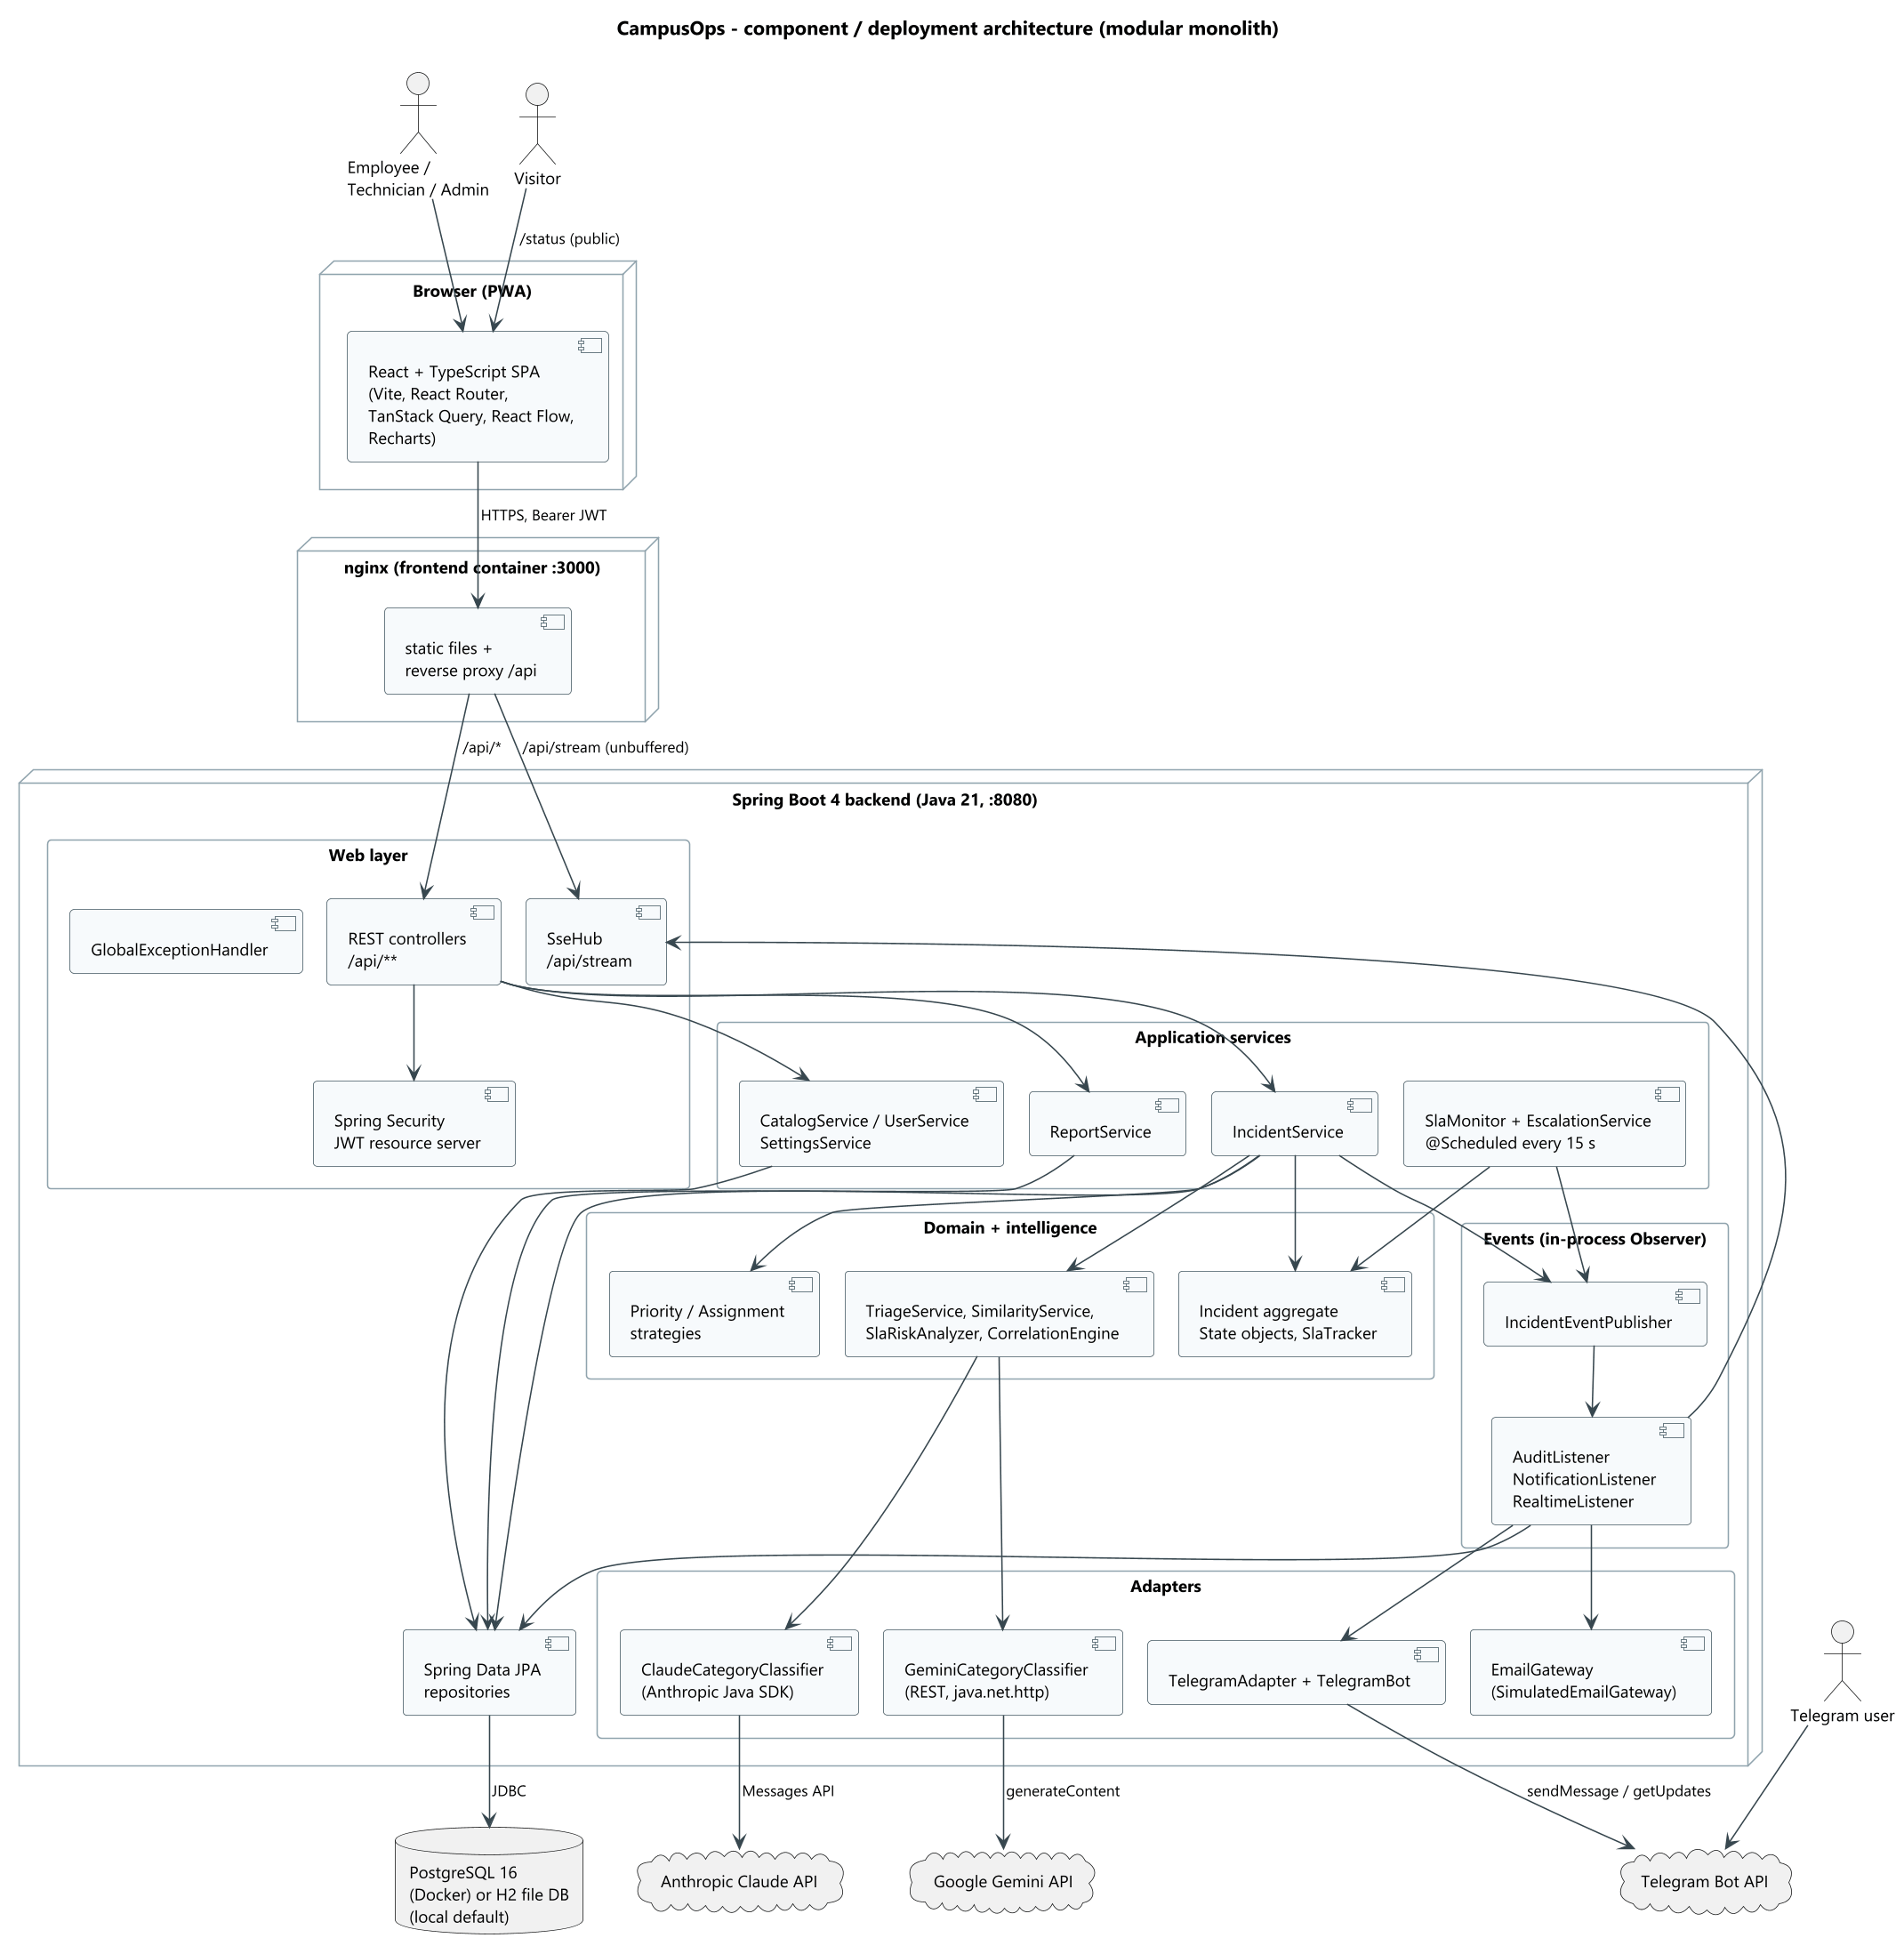 CampusOps - component / deployment architecture (modular monolith)
Employee /
Technician / Admin
Visitor
/status (public)
Browser (PWA)
React + TypeScript SPA
(Vite, React Router,
TanStack Query, React Flow,
Recharts)
HTTPS, Bearer JWT
nginx (frontend container :3000)
static files +
reverse proxy /api
/api/*
/api/stream (unbuffered)
Spring Boot 4 backend (Java 21, :8080)
Web layer
GlobalExceptionHandler
REST controllers
/api/**
SseHub
/api/stream
Spring Security
JWT resource server
Application services
CatalogService / UserService
SettingsService
ReportService
IncidentService
SlaMonitor + EscalationService
@Scheduled every 15 s
Domain + intelligence
Priority / Assignment
strategies
TriageService, SimilarityService,
SlaRiskAnalyzer, CorrelationEngine
Incident aggregate
State objects, SlaTracker
Events (in-process Observer)
IncidentEventPublisher
AuditListener
NotificationListener
RealtimeListener
Adapters
Spring Data JPA
repositories
ClaudeCategoryClassifier
(Anthropic Java SDK)
GeminiCategoryClassifier
(REST, java.net.http)
TelegramAdapter + TelegramBot
EmailGateway
(SimulatedEmailGateway)
Telegram user
JDBC
Messages API
generateContent
sendMessage / getUpdates
PostgreSQL 16
(Docker) or H2 file DB
(local default)
Anthropic Claude API
Google Gemini API
Telegram Bot API